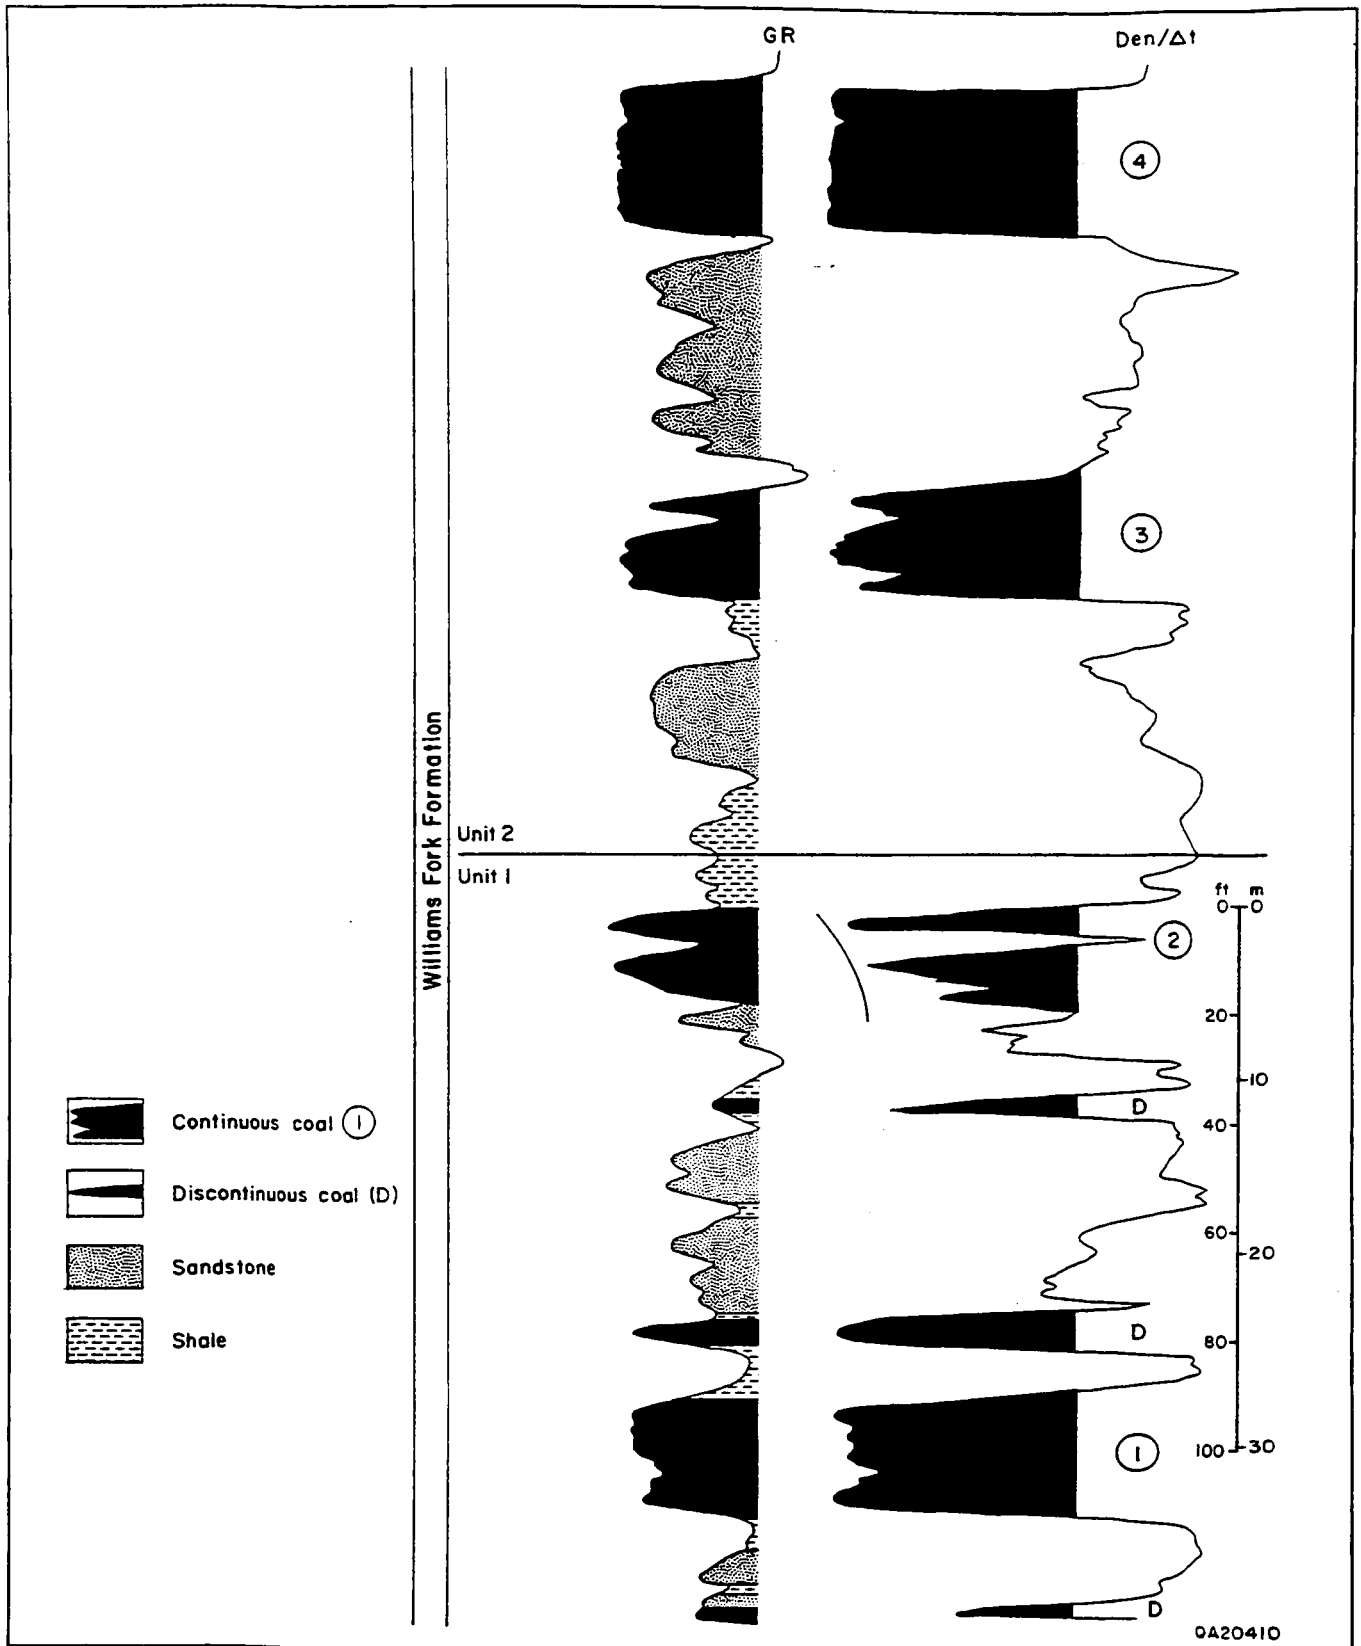 GR
Den/Δt
4
3
Williams Fork Formation
Unit 2
Unit 1
ft m
0 0
2
20
10
D
40
60
20
D
80
1
100 30
D
Continuous coal 1
Discontinuous coal (D)
Sandstone
Shale
QA20410